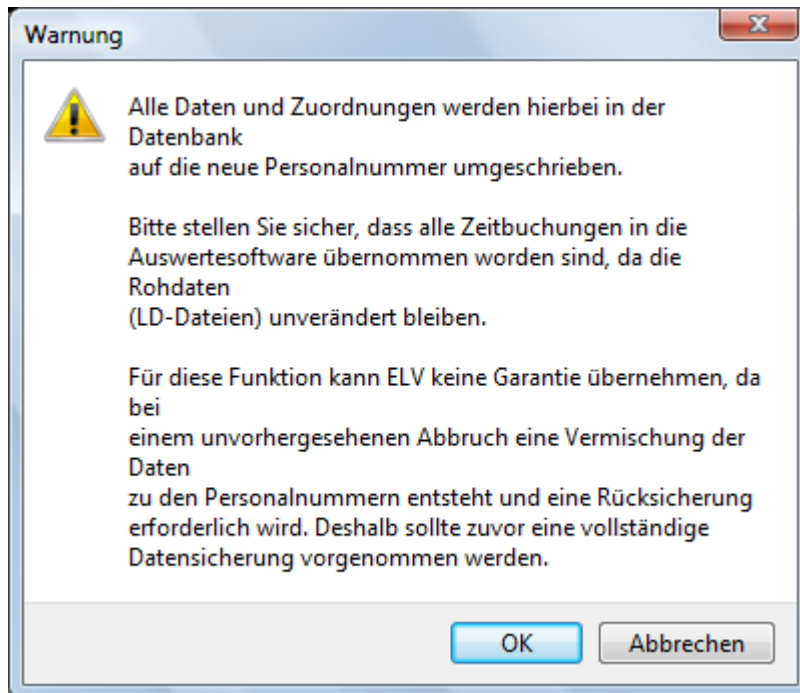 Warnung
Alle Daten und Zuordnungen werden hierbei in der
Datenbank
auf die neue Personalnummer umgeschrieben.
Bitte stellen Sie sicher, dass alle Zeitbuchungen in die
Auswertesoftware übernommen worden sind, da die
Rohdaten
(LD-Dateien) unverändert bleiben.
Für diese Funktion kann ELV keine Garantie übernehmen, da
bei
einem unvorhergesehenen Abbruch eine Vermischung der
Daten
zu den Personalnummern entsteht und eine Rücksicherung
erforderlich wird. Deshalb sollte zuvor eine vollständige
Datensicherung vorgenommen werden.
OK
Abbrechen